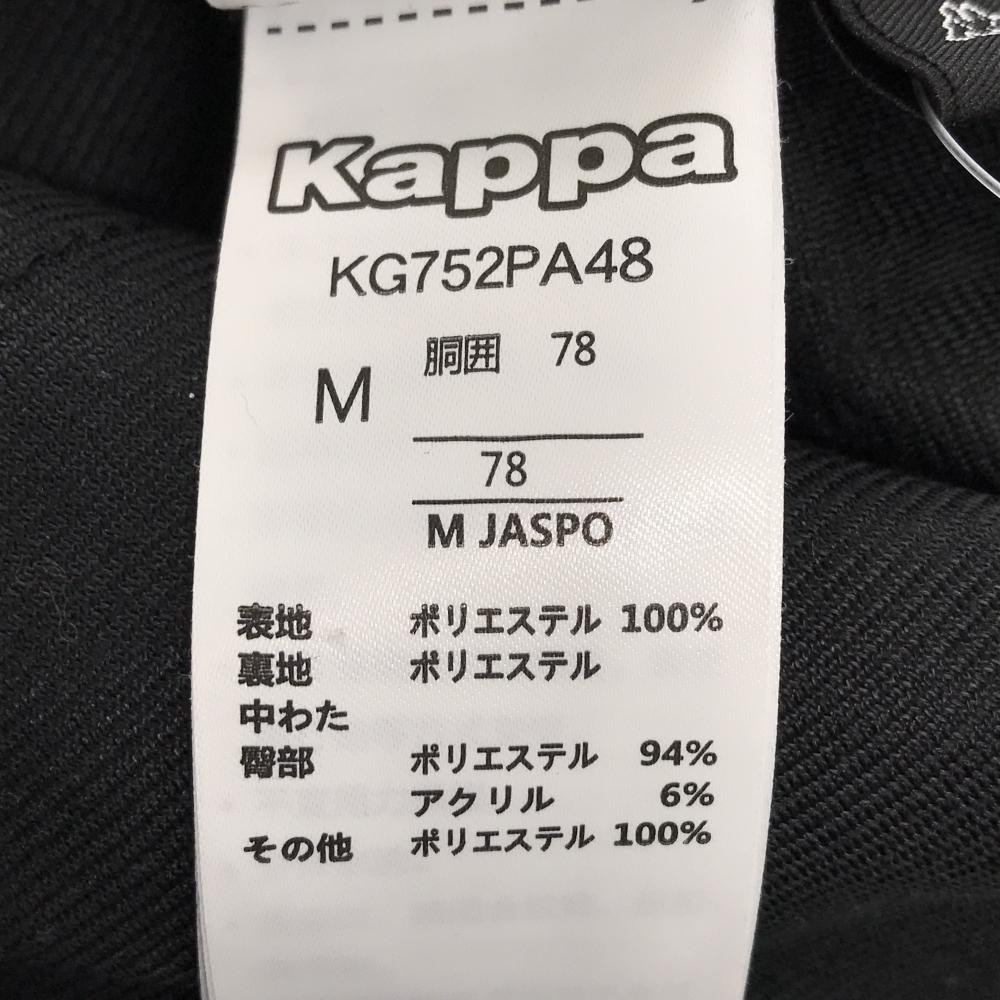 Kappa
KG752PA48
M 胴囲 78
78
M JASPO
表地 ポリエステル 100%
裏地 ポリエステル
中わた
臀部 ポリエステル 94%
アクリル 6%
その他 ポリエステル 100%